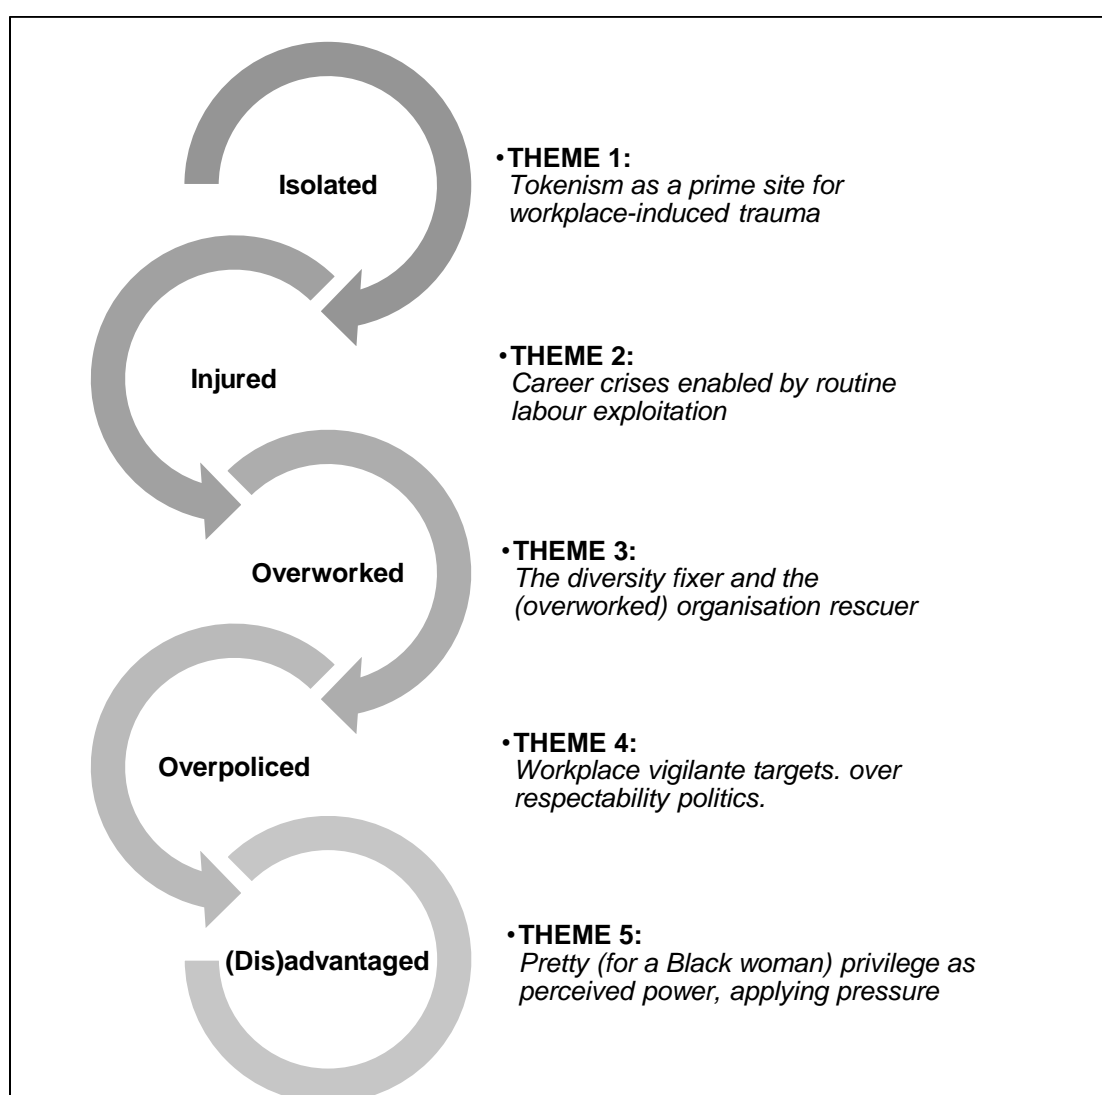 Isolated
•THEME 1:
Tokenism as a prime site for
workplace-induced trauma
Injured
•THEME 2:
Career crises enabled by routine
labour exploitation
Overworked
•THEME 3:
The diversity fixer and the
(overworked) organisation rescuer
Overpoliced
•THEME 4:
Workplace vigilante targets. over
respectability politics.
(Dis)advantaged
•THEME 5:
Pretty (for a Black woman) privilege as
perceived power, applying pressure